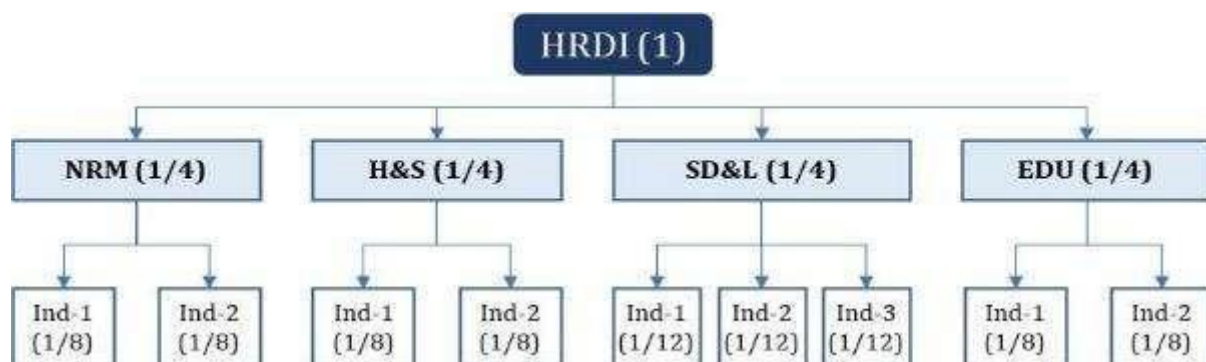 HRDI (1)
NRM (1/4)
H&S (1/4)
SD&L (1/4)
EDU (1/4)
Ind-1
(1/8)
Ind-2
(1/8)
Ind-1
(1/8)
Ind-2
(1/8)
Ind-1
(1/12)
Ind-2
(1/12)
Ind-3
(1/12)
Ind-1
(1/8)
Ind-2
(1/8)